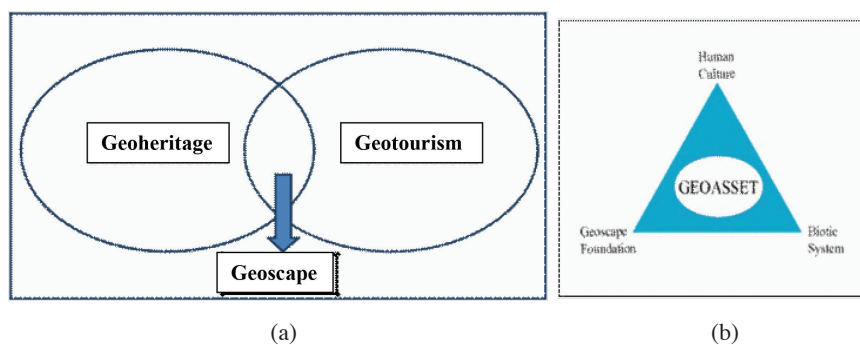 Geoheritage
Geotourism
Geoscape
(a)
Human
Culture
GEOASSET
Geoscape
Foundation
Biotic
System
(b)